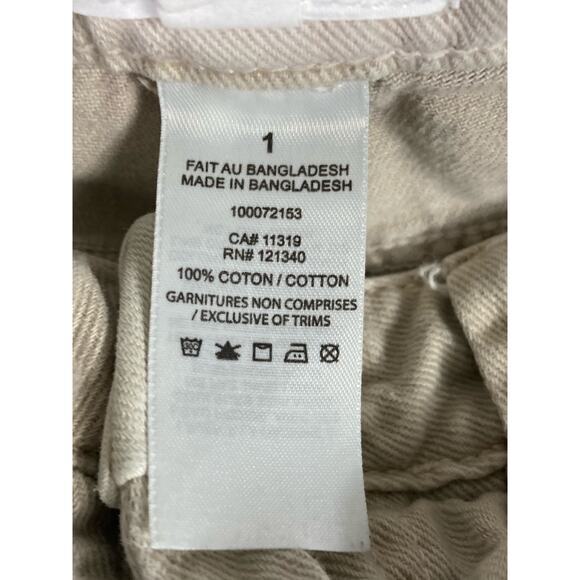 1
FAIT AU BANGLADESH
MADE IN BANGLADESH
100072153
CA# 11319
RN# 121340
100% COTON / COTTON
GARNITURES NON COMPRISES
/ EXCLUSIVE OF TRIMS